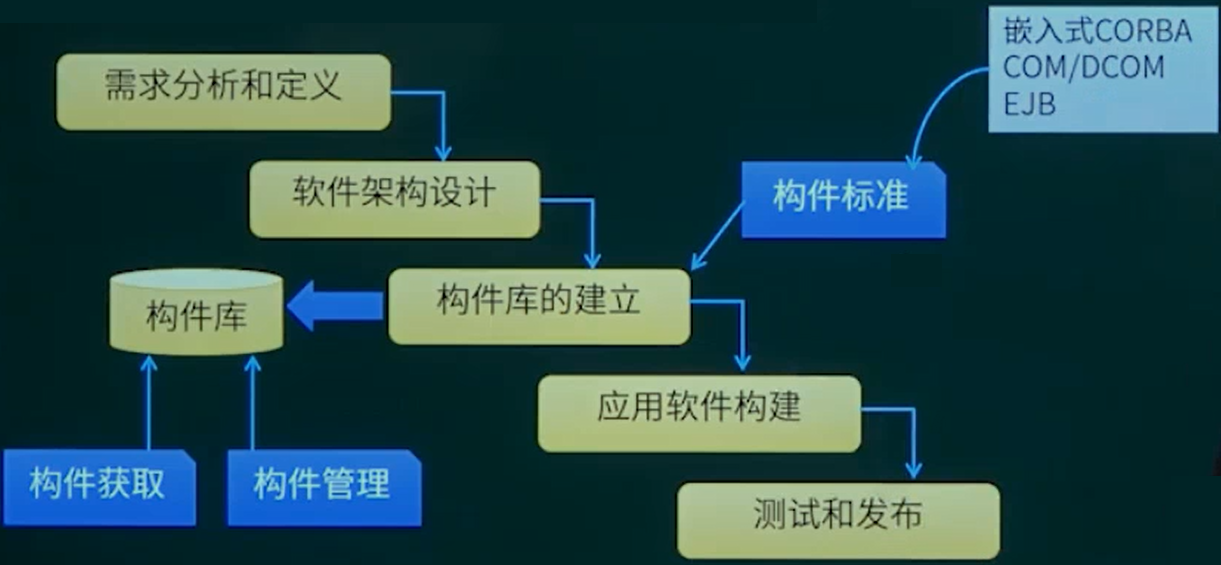 嵌入式CORBA
COM/DCOM
EJB
需求分析和定义
软件架构设计
构件标准
构件库的建立
构件库
应用软件构建
构件获取
构件管理
测试和发布